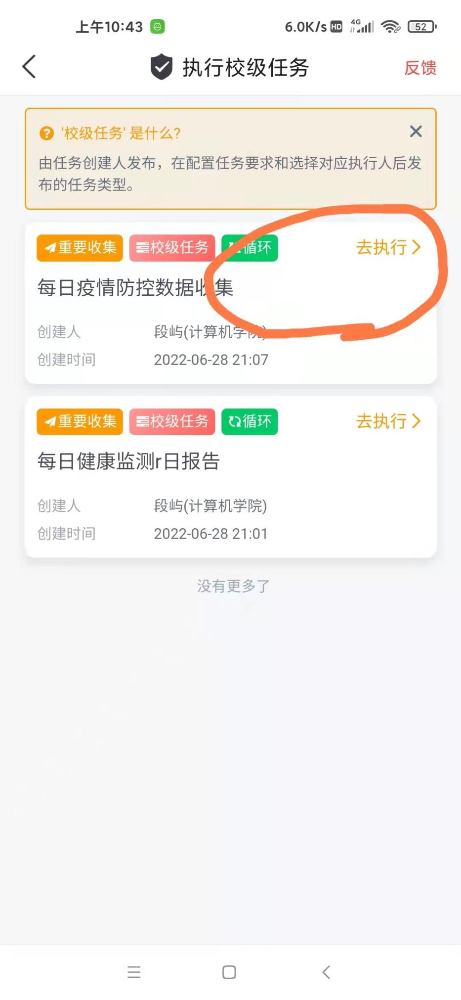 上午10:43
6.0K/s HD 4G 52
执行校级任务
反馈
'校级任务' 是什么?
由任务创建人发布，在配置任务要求和选择对应执行人后发
布的任务类型。
重要收集 校级任务 循环 去执行
每日疫情防控数据收集
创建人 段屿(计算机学院)
创建时间 2022-06-28 21:07
重要收集 校级任务 循环 去执行
每日健康监测r日报告
创建人 段屿(计算机学院)
创建时间 2022-06-28 21:01
没有更多了